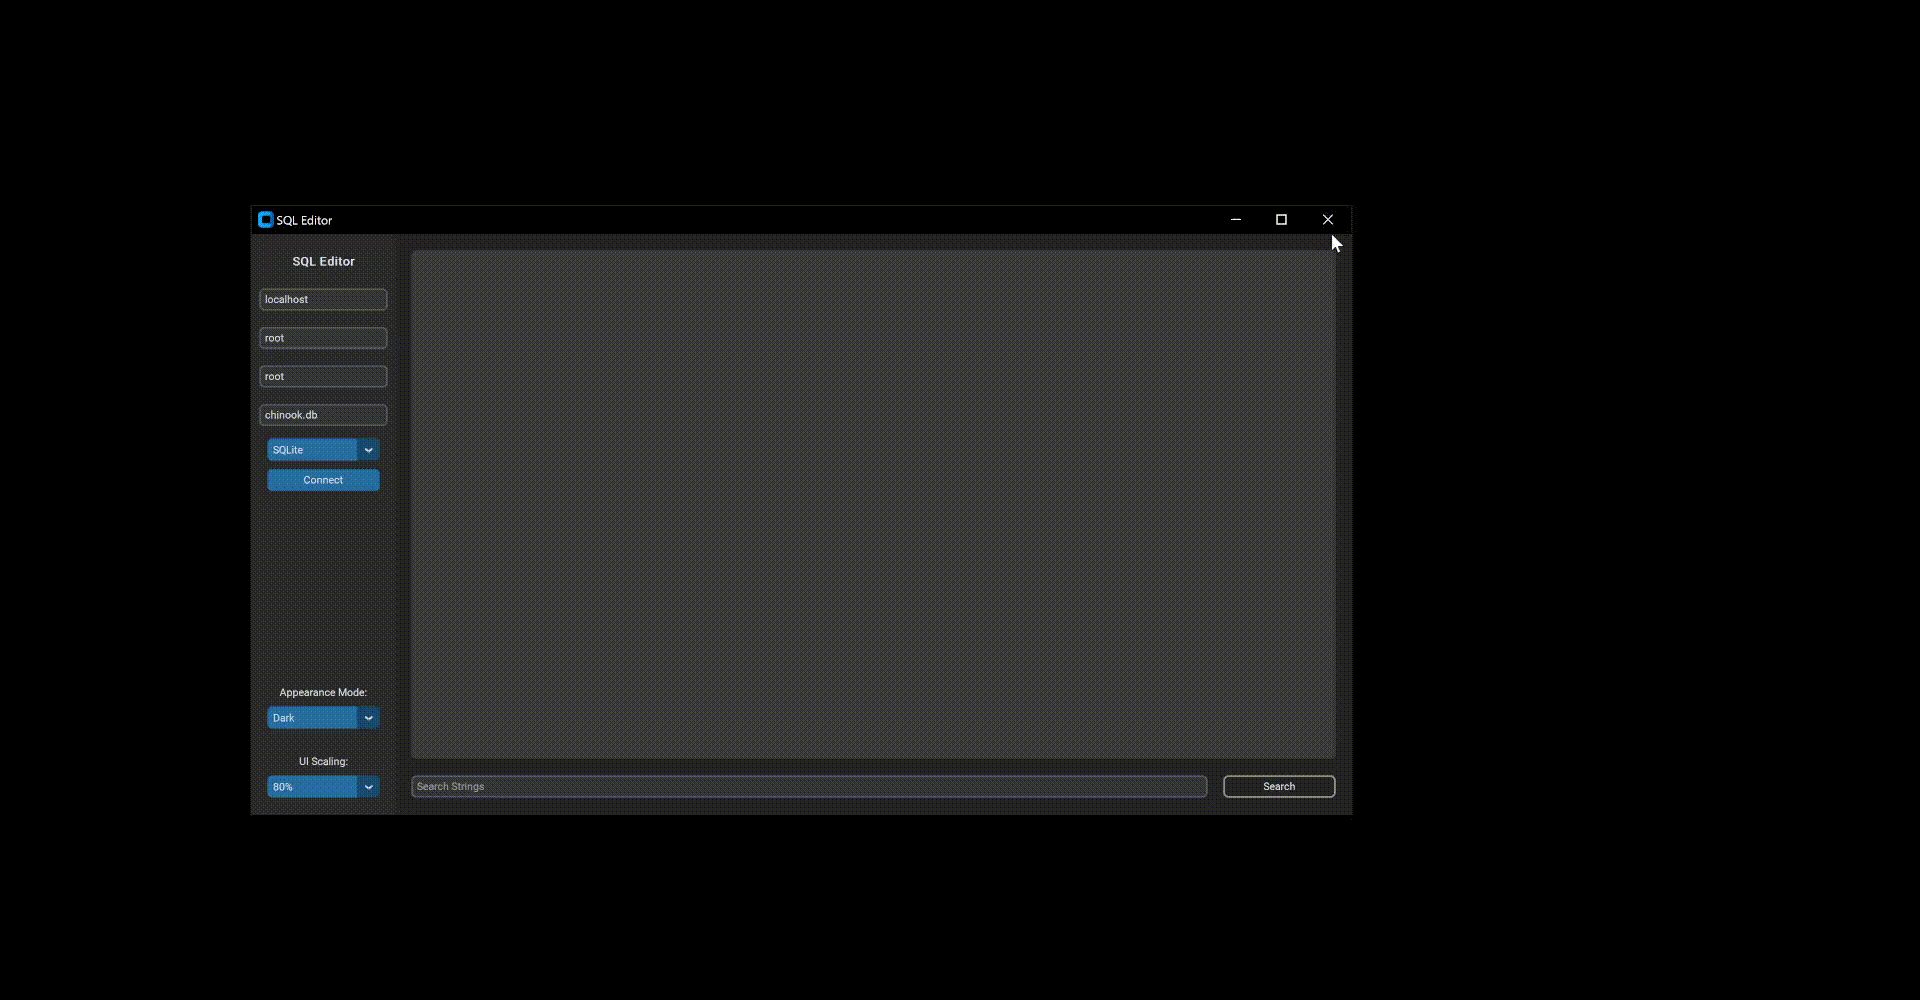 SQL Editor
SQL Editor
localhost
root
root
chinook.db
SQLite
Connect
Appearance Mode:
Dark
UI Scaling:
80%
Search Strings
Search